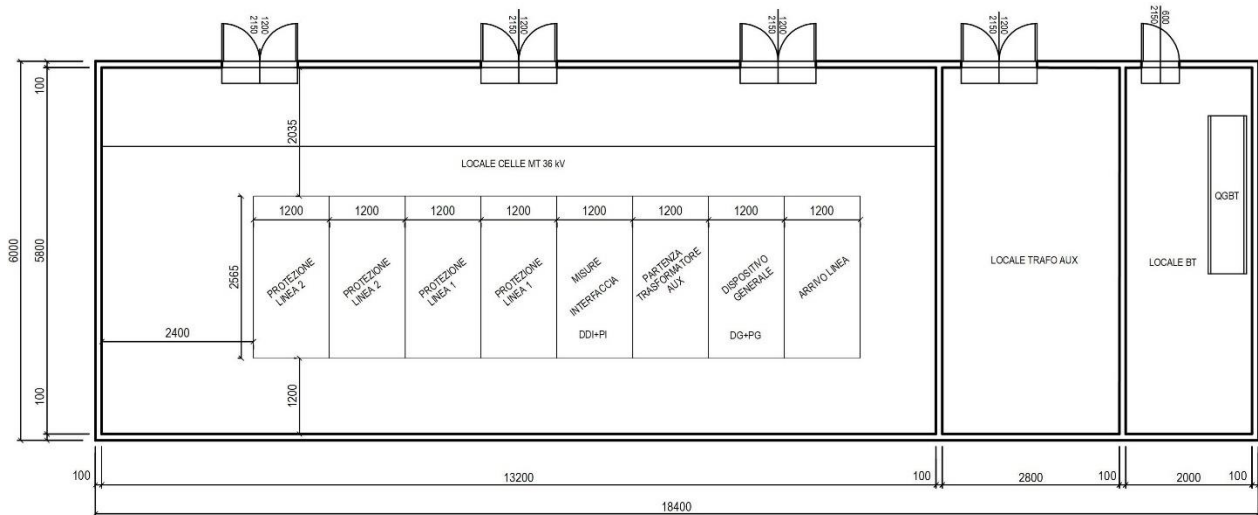 1200
2150
1200
2150
1200
2150
1200
2150
600
2150
100
2035
LOCALE CELLE MT 36 kV
QGBT
1200 1200 1200 1200 1200 1200 1200 1200
6000
5800
2565
PROTEZIONE
LINEA 2
PROTEZIONE
LINEA 2
PROTEZIONE
LINEA 1
PROTEZIONE
LINEA 1
MISURE
INTERFACCIA
DDI+PI
PARTENZA
TRASFORMATORE
AUX
DISPOSITIVO
GENERALE
DG+PG
ARRIVO LINEA
LOCALE TRAFO AUX
LOCALE BT
2400
1200
100
100 13200 100 2800 100 2000 100
18400